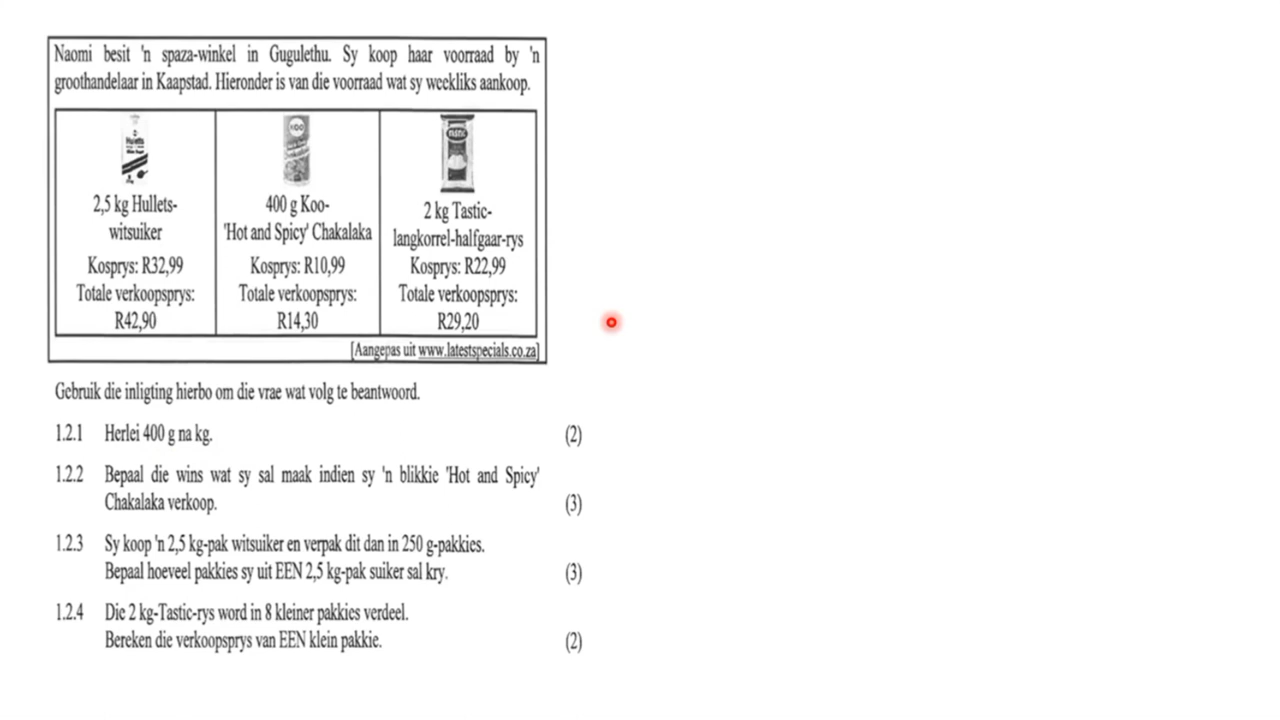 Naomi besit 'n spaza-winkel in Gugulethu. Sy koop haar voorraad by 'n
groothandelaar in Kaapstad. Hieronder is van die voorraad wat sy weekliks aankoop.
Huletts
KOO
TASTIC
2,5 kg Hullets-
witsuiker
Kosprys: R32,99
Totale verkoopsprys:
R42,90
400 g Koo-
'Hot and Spicy' Chakalaka
Kosprys: R10,99
Totale verkoopsprys:
R14,30
2 kg Tastic-
langkorrel-halfgaar-rys
Kosprys: R22,99
Totale verkoopsprys:
R29,20
[Aangepas uit www.latestspecials.co.za]
Gebruik die inligting hierbo om die vrae wat volg te beantwoord.
1.2.1 Herlei 400 g na kg. (2)
1.2.2 Bepaal die wins wat sy sal maak indien sy 'n blikkie 'Hot and Spicy'
Chakalaka verkoop. (3)
1.2.3 Sy koop 'n 2,5 kg-pak witsuiker en verpak dit dan in 250 g-pakkies.
Bepaal hoeveel pakkies sy uit EEN 2,5 kg-pak suiker sal kry. (3)
1.2.4 Die 2 kg-Tastic-rys word in 8 kleiner pakkies verdeel.
Bereken die verkoopsprys van EEN klein pakkie. (2)